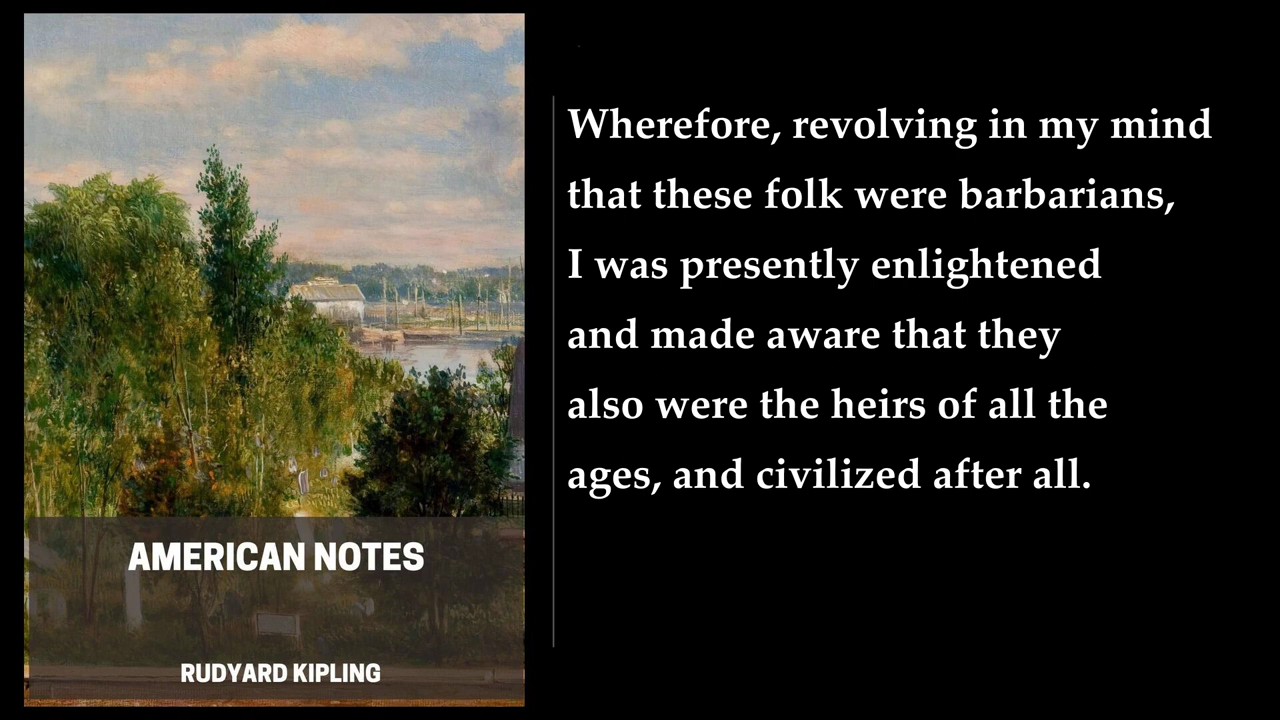 Wherefore, revolving in my mind
that these folk were barbarians,
I was presently enlightened
and made aware that they
also were the heirs of all the
ages, and civilized after all.
AMERICAN NOTES
RUDYARD KIPLING